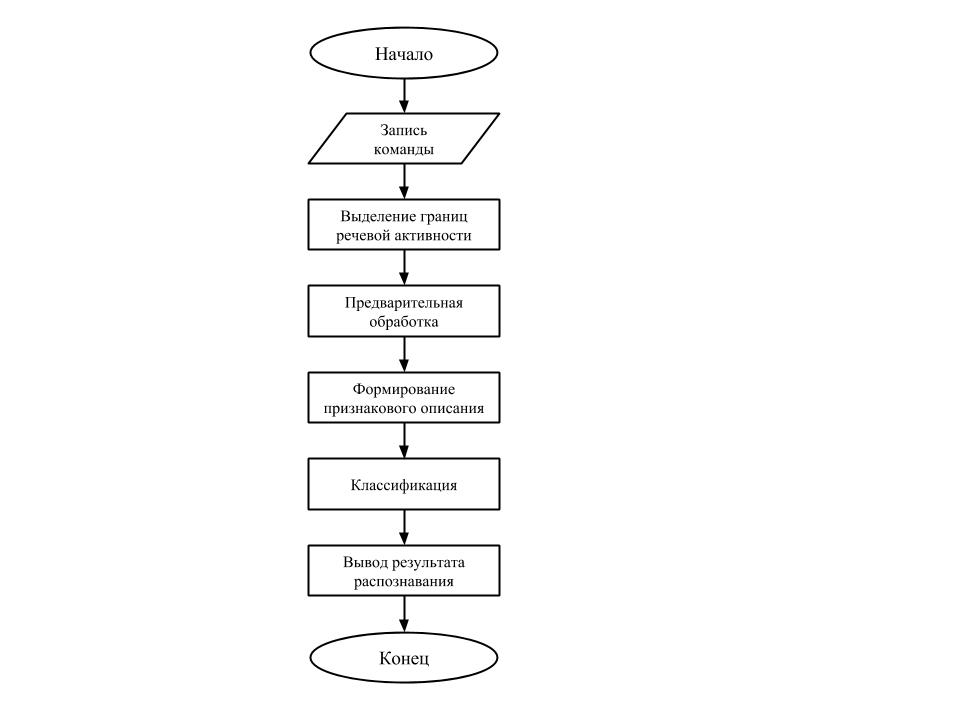 Начало
Запись
команды
Выделение границ
речевой активности
Предварительная
обработка
Формирование
признакового описания
Классификация
Вывод результата
распознавания
Конец